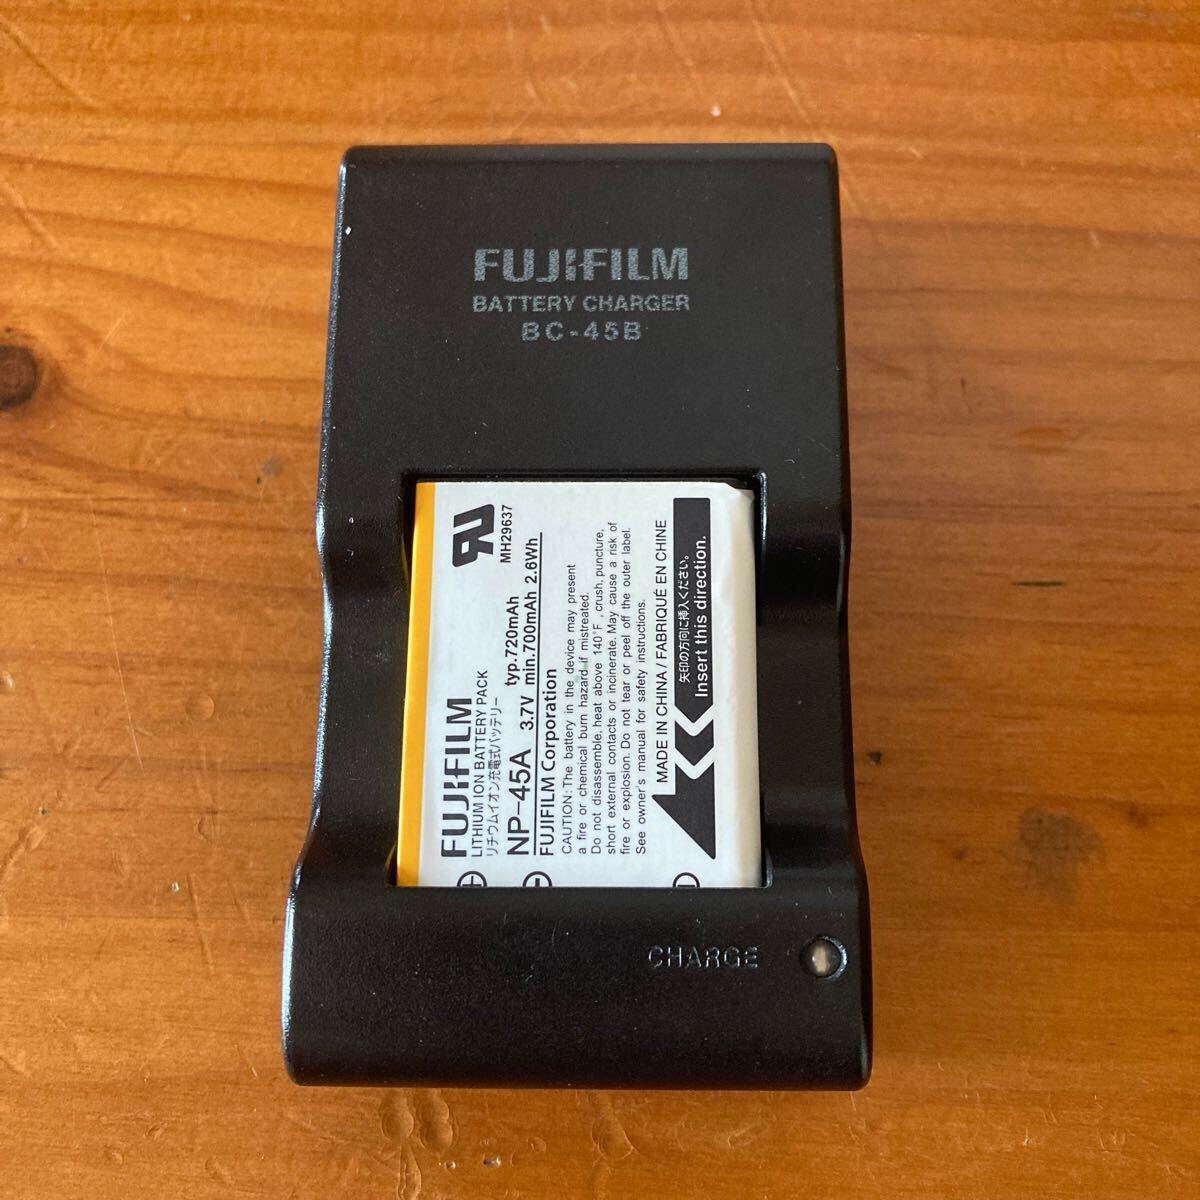 FUJIFILM
BATTERY CHARGER
BC-45B
FUJIFILM
LITHIUM ION BATTERY PACK
リチウムイオン充電式バッテリー
NP-45A 3.7V typ.720mAh min.700mAh 2.6Wh
MH29637
FUJIFILM Corporation
CAUTION: The battery in the device may present
a fire or chemical burn hazard if mistreated.
Do not disassemble, heat above 140°F, crush, puncture,
short external contacts or incinerate. May cause a risk of
fire or explosion. Do not tear or peel off the outer label.
See owner's manual for safety instructions.
MADE IN CHINA / FABRIQUÉ EN CHINE
矢印の方向に挿入ください。
Insert this direction.
CHARGE